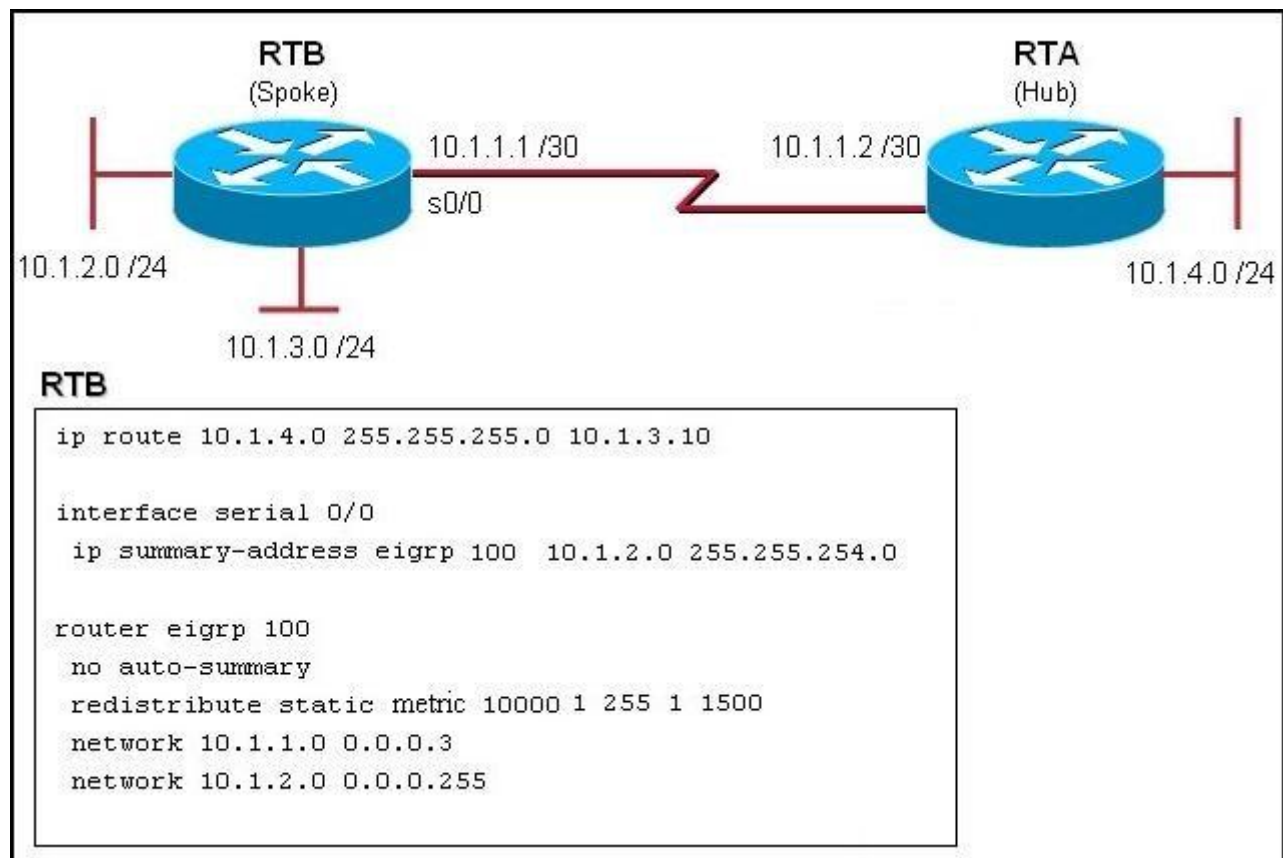 RTB
(Spoke)
RTA
(Hub)
10.1.1.1 /30
10.1.1.2 /30
s0/0
10.1.2.0 /24
10.1.4.0 /24
10.1.3.0 /24
RTB
ip route 10.1.4.0 255.255.255.0 10.1.3.10
interface serial 0/0
ip summary-address eigrp 100 10.1.2.0 255.255.254.0
router eigrp 100
no auto-summary
redistribute static metric 10000 1 255 1 1500
network 10.1.1.0 0.0.0.3
network 10.1.2.0 0.0.0.255